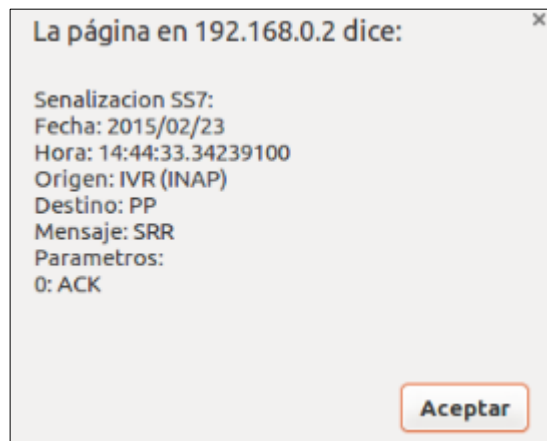 La página en 192.168.0.2 dice:
Senalizacion SS7:
Fecha: 2015/02/23
Hora: 14:44:33.34239100
Origen: IVR (INAP)
Destino: PP
Mensaje: SRR
Parametros:
0: ACK
Aceptar